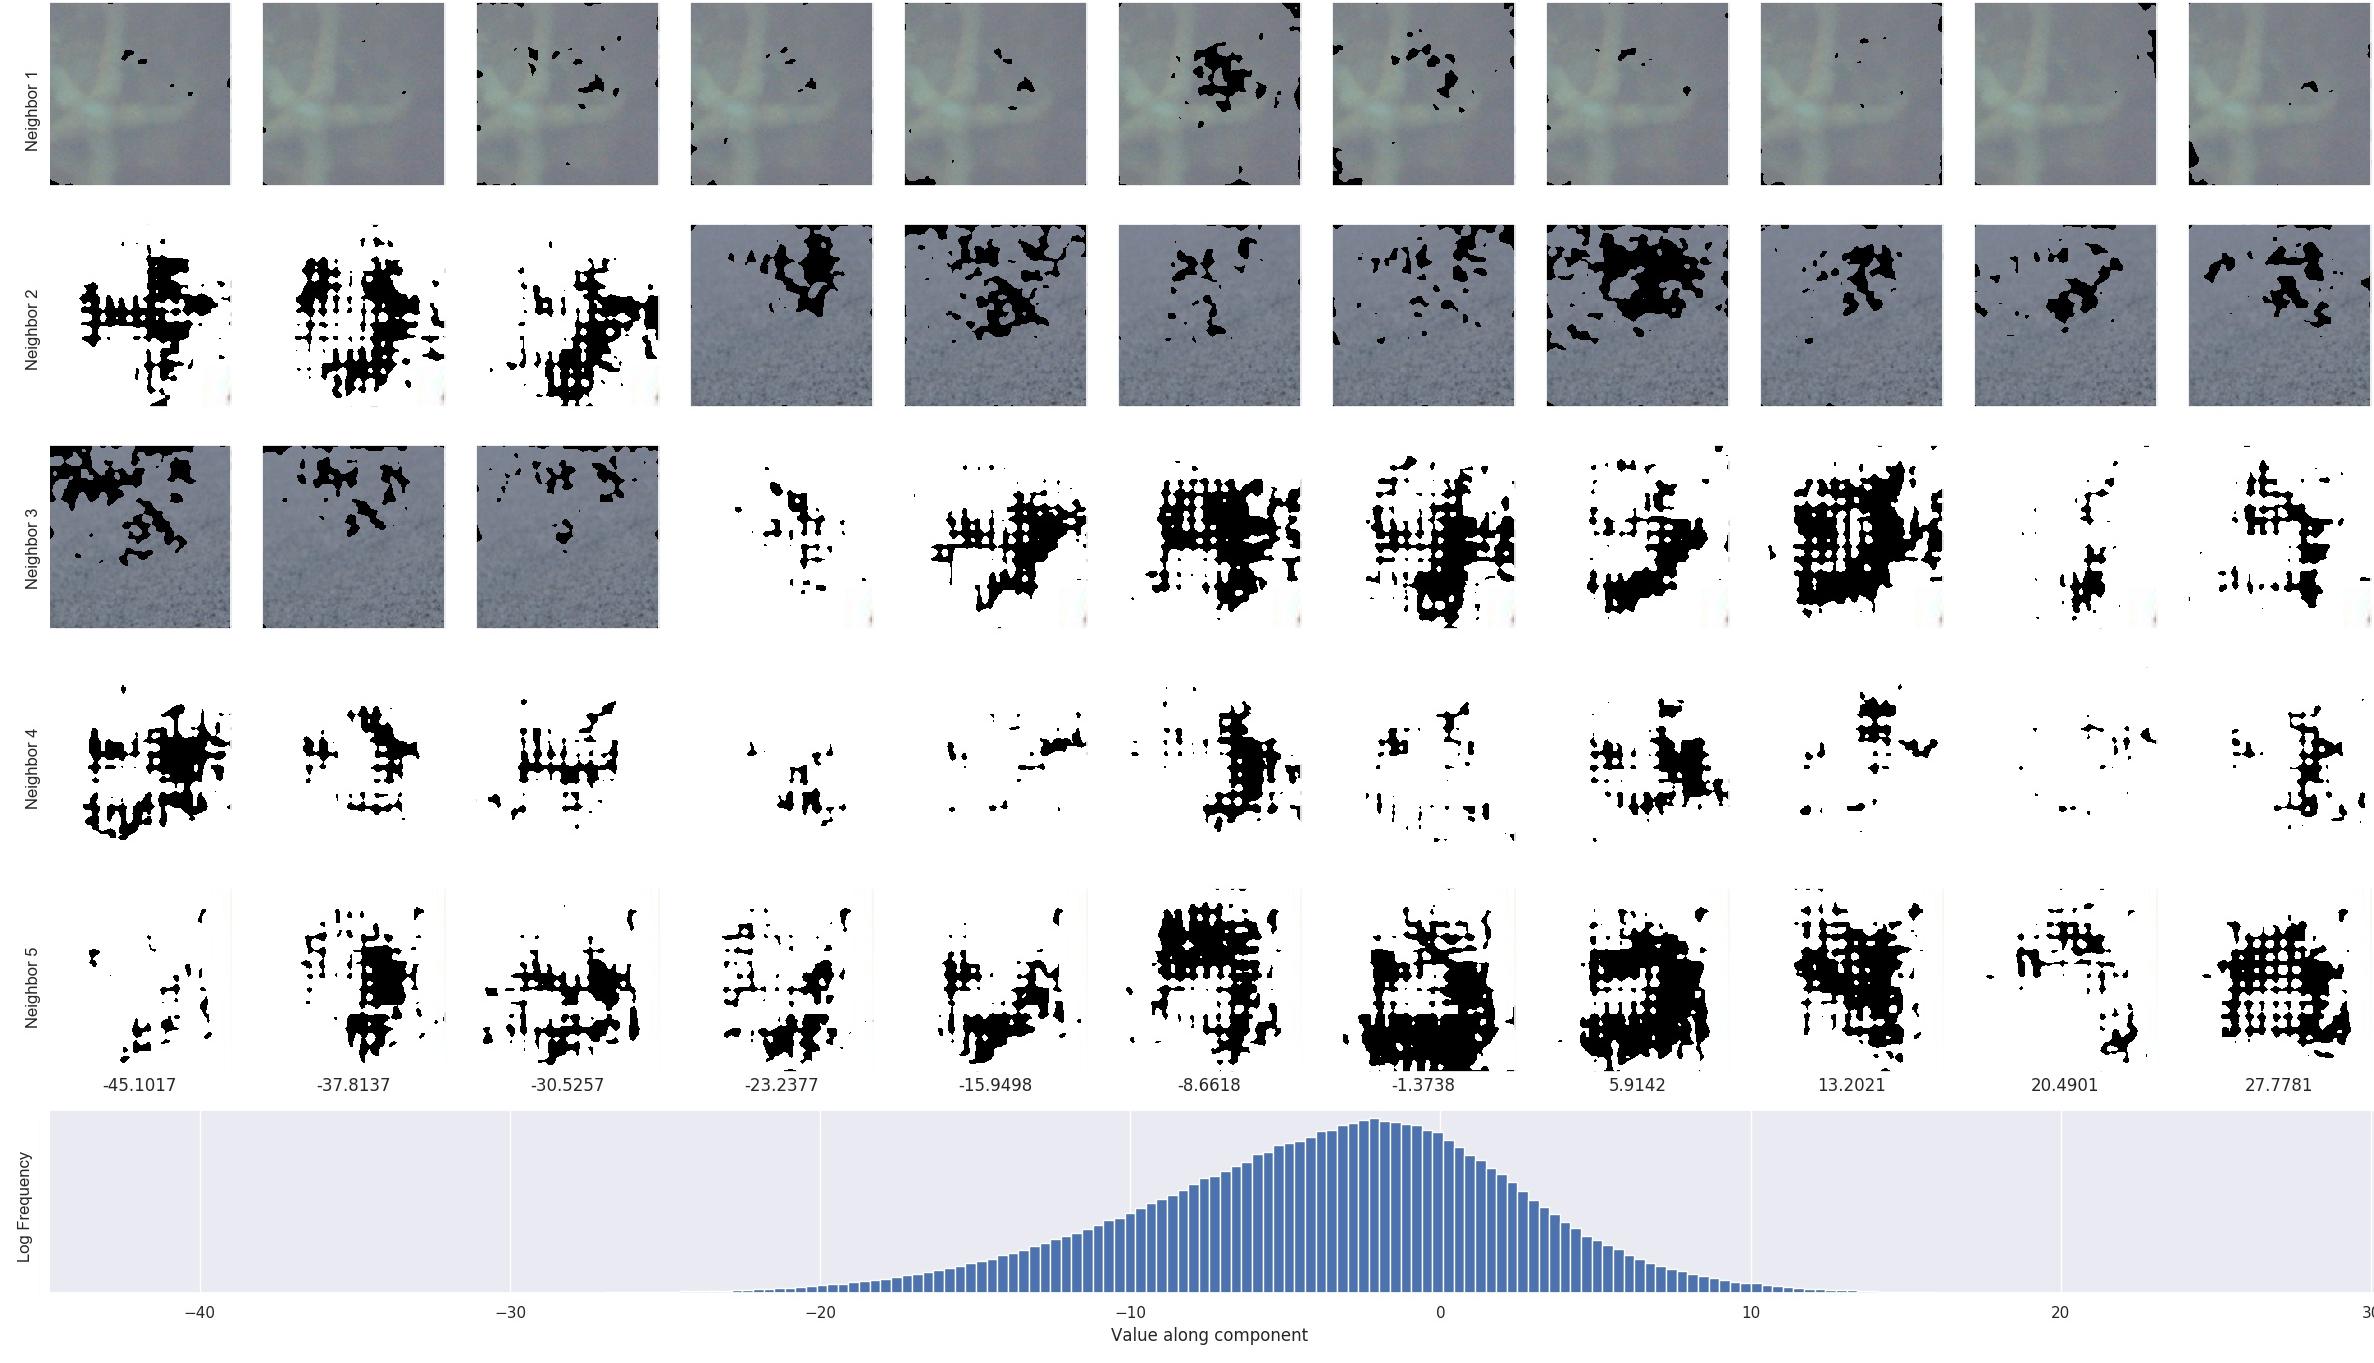 Neighbor 1
Neighbor 2
Neighbor 3
Neighbor 4
Neighbor 5
-45.1017 -37.8137 -30.5257 -23.2377 -15.9498 -8.6618 -1.3738 5.9142 13.2021 20.4901 27.7781
Log Frequency
−40 −30 −20 −10 0 10 20 30
Value along component